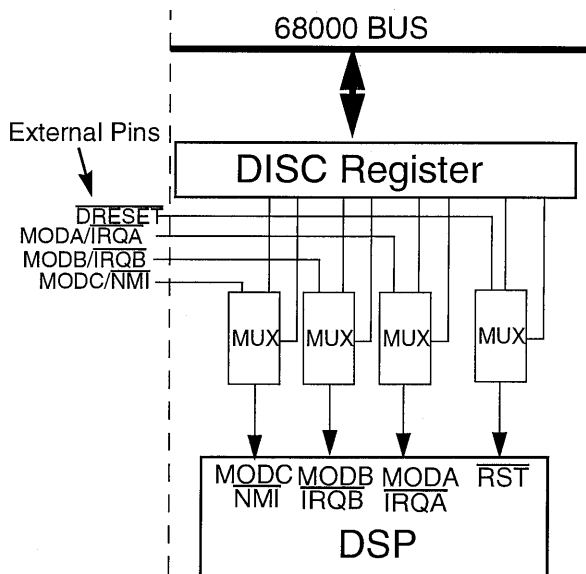 68000 BUS
External Pins
DISC Register
DRESET
MODA/IRQA
MODB/IRQB
MODC/NMI
MUX MUX MUX MUX
MODC MODB MODA RST
NMI IRQB IRQA
DSP